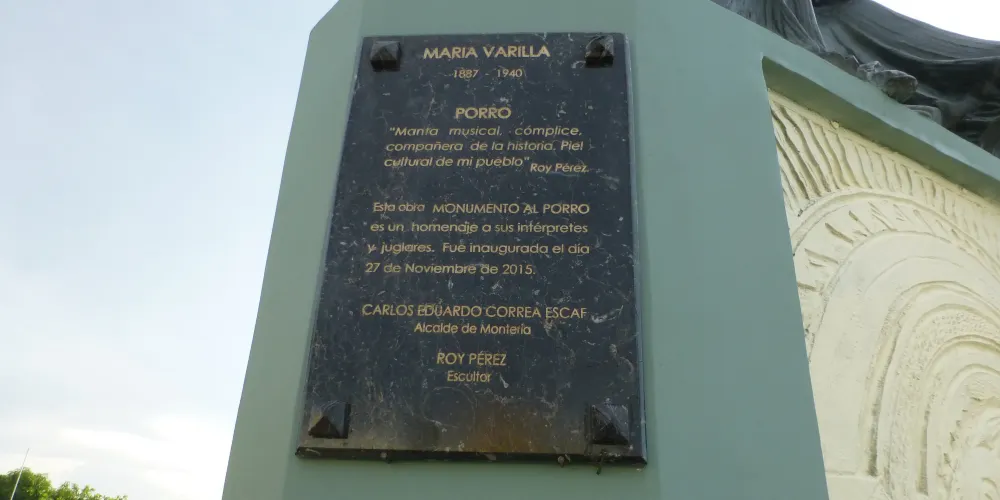 MARIA VARILLA
1887 - 1940
PORRO
"Manta musical, cómplice,
compañera de la historia. Piel
cultural de mi pueblo" Roy Pérez.
Esta obra MONUMENTO AL PORRO
es un homenaje a sus intérpretes
y juglares. Fué inaugurada el día
27 de Noviembre de 2015.
CARLOS EDUARDO CORREA ESCAF
Alcalde de Montería
ROY PÉREZ
Escultor